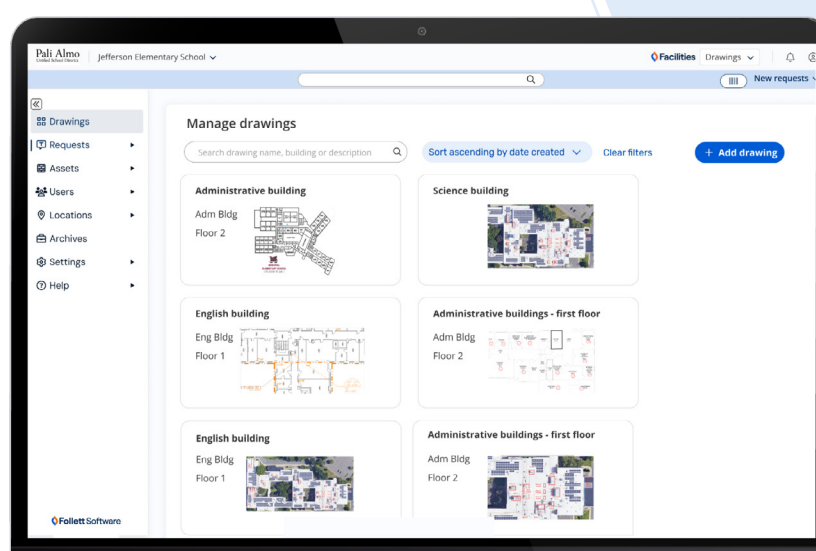 Pali Almo
Unified School District
Jefferson Elementary School
Facilities
Drawings
New requests
Drawings
Requests
Assets
Users
Locations
Archives
Settings
Help
Manage drawings
Search drawing name, building or description
Sort ascending by date created
Clear filters
+ Add drawing
Administrative building
Adm Bldg
Floor 2
Science building
English building
Eng Bldg
Floor 1
Administrative buildings - first floor
Adm Bldg
Floor 2
English building
Eng Bldg
Floor 1
Administrative buildings - first floor
Adm Bldg
Floor 2
Follett Software